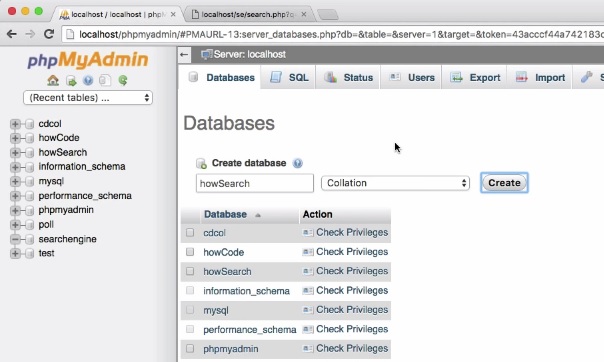 localhost / localhost | phpM
localhost/se/search.php?q=
localhost/phpmyadmin/#PMAURL-13:server_databases.php?db=&table=&server=1&target=&token=43acccf44a742183c
phpMyAdmin
(Recent tables) ...
cdcol
howCode
howSearch
information_schema
mysql
performance_schema
phpmyadmin
poll
searchengine
test
Server: localhost
Databases
SQL
Status
Users
Export
Import
S
Databases
Create database
howSearch
Collation
Create
Database
Action
cdcol
Check Privileges
howCode
Check Privileges
howSearch
Check Privileges
information_schema
Check Privileges
mysql
Check Privileges
performance_schema
Check Privileges
phpmyadmin
Check Privileges